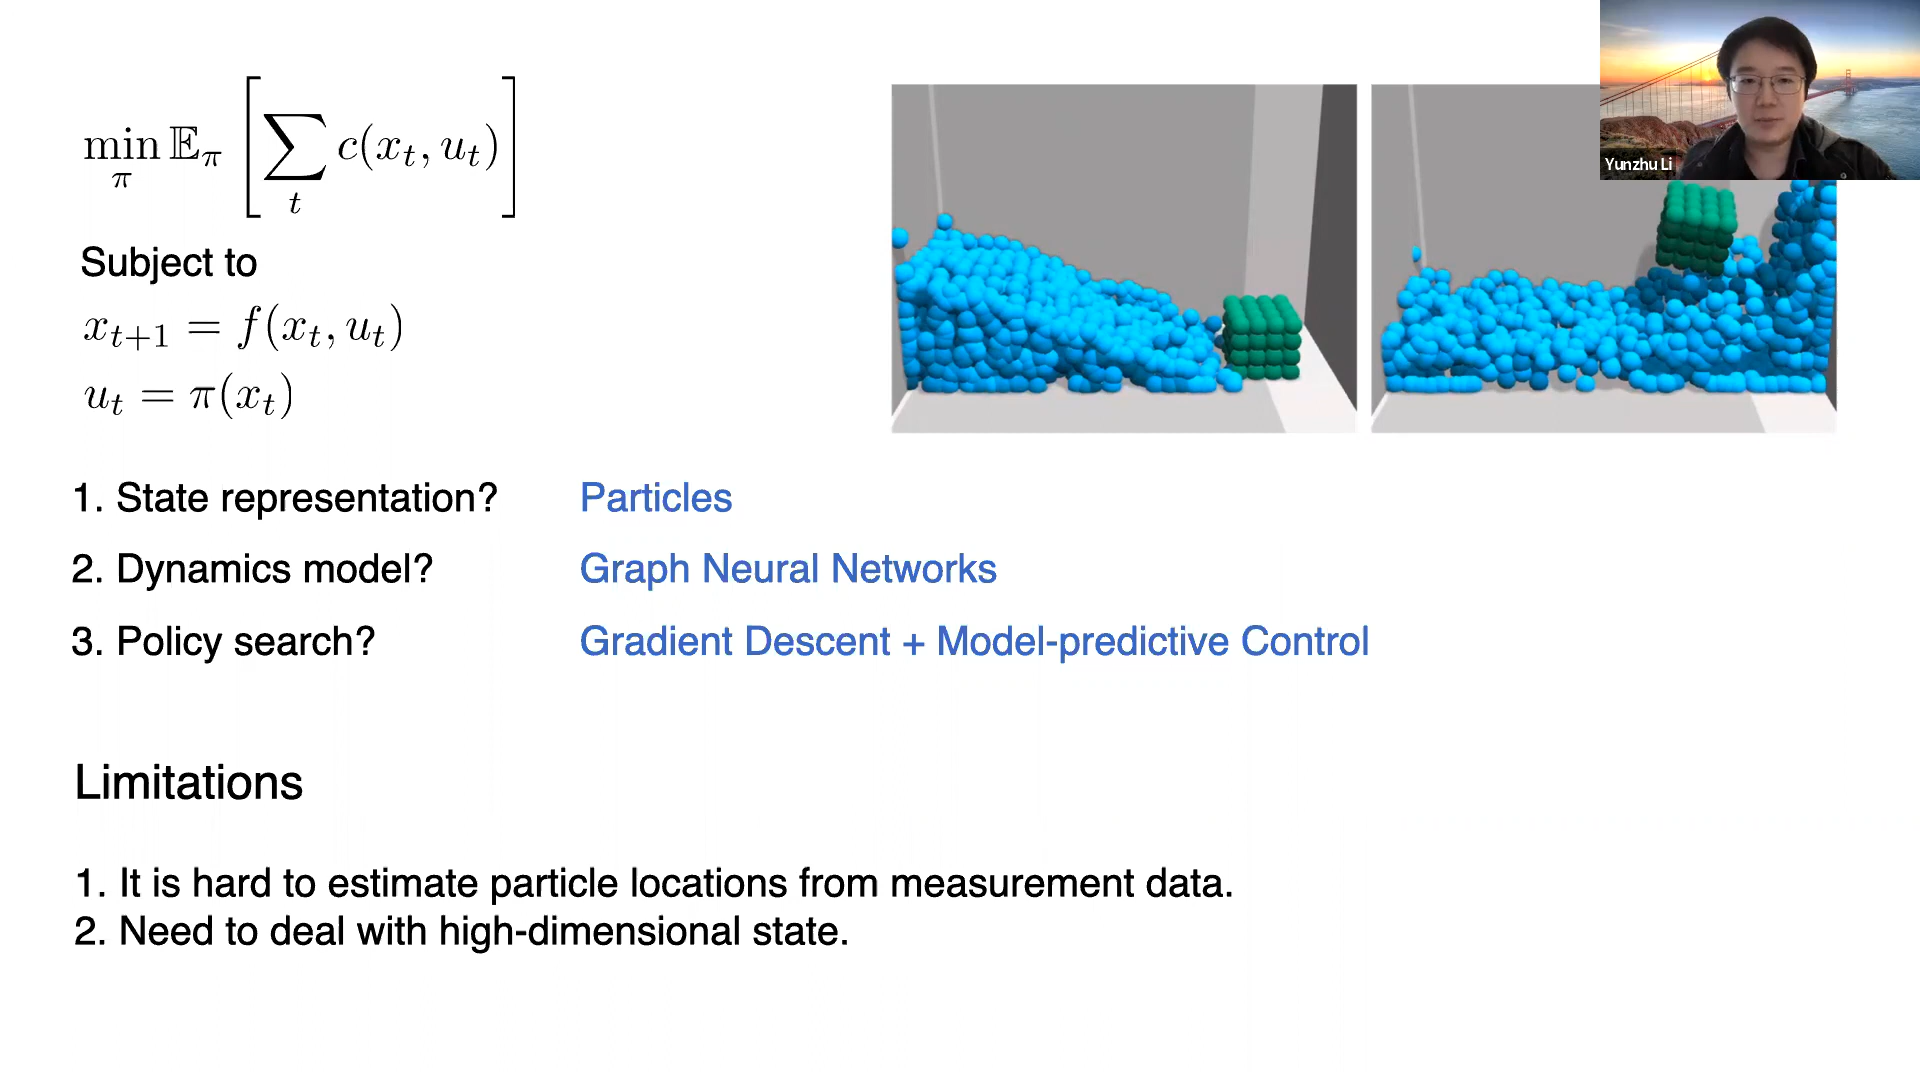 min_π 𝔼_π [ ∑_t c(x_t, u_t) ]
Subject to
x_{t+1} = f(x_t, u_t)
u_t = π(x_t)
Yunzhu Li
1. State representation? Particles
2. Dynamics model? Graph Neural Networks
3. Policy search? Gradient Descent + Model-predictive Control
Limitations
1. It is hard to estimate particle locations from measurement data.
2. Need to deal with high-dimensional state.